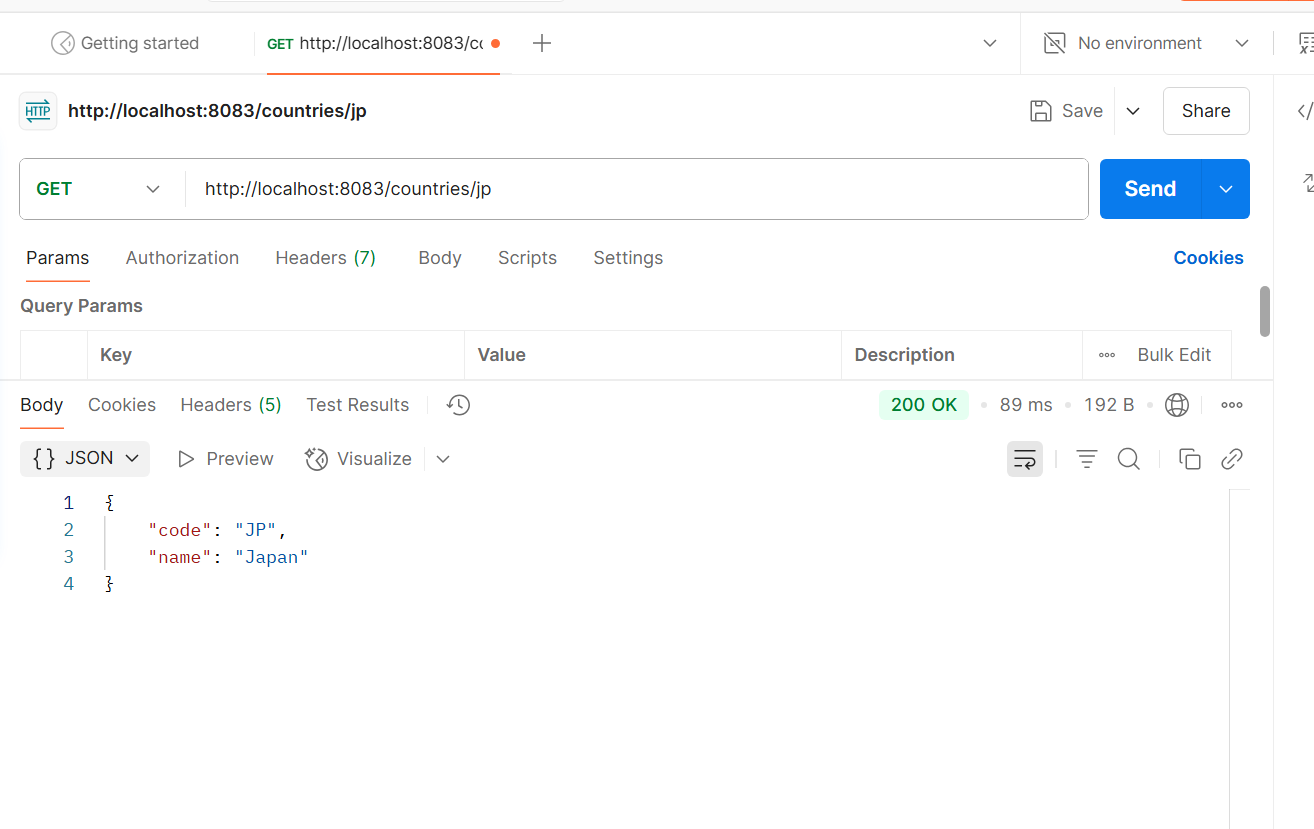 Getting started GET http://localhost:8083/cc No environment
HTTP http://localhost:8083/countries/jp Save Share
GET http://localhost:8083/countries/jp Send
Params Authorization Headers (7) Body Scripts Settings Cookies
Query Params
Key Value Description Bulk Edit
Body Cookies Headers (5) Test Results 200 OK 89 ms 192 B
{} JSON Preview Visualize
1 {
2 "code": "JP",
3 "name": "Japan"
4 }